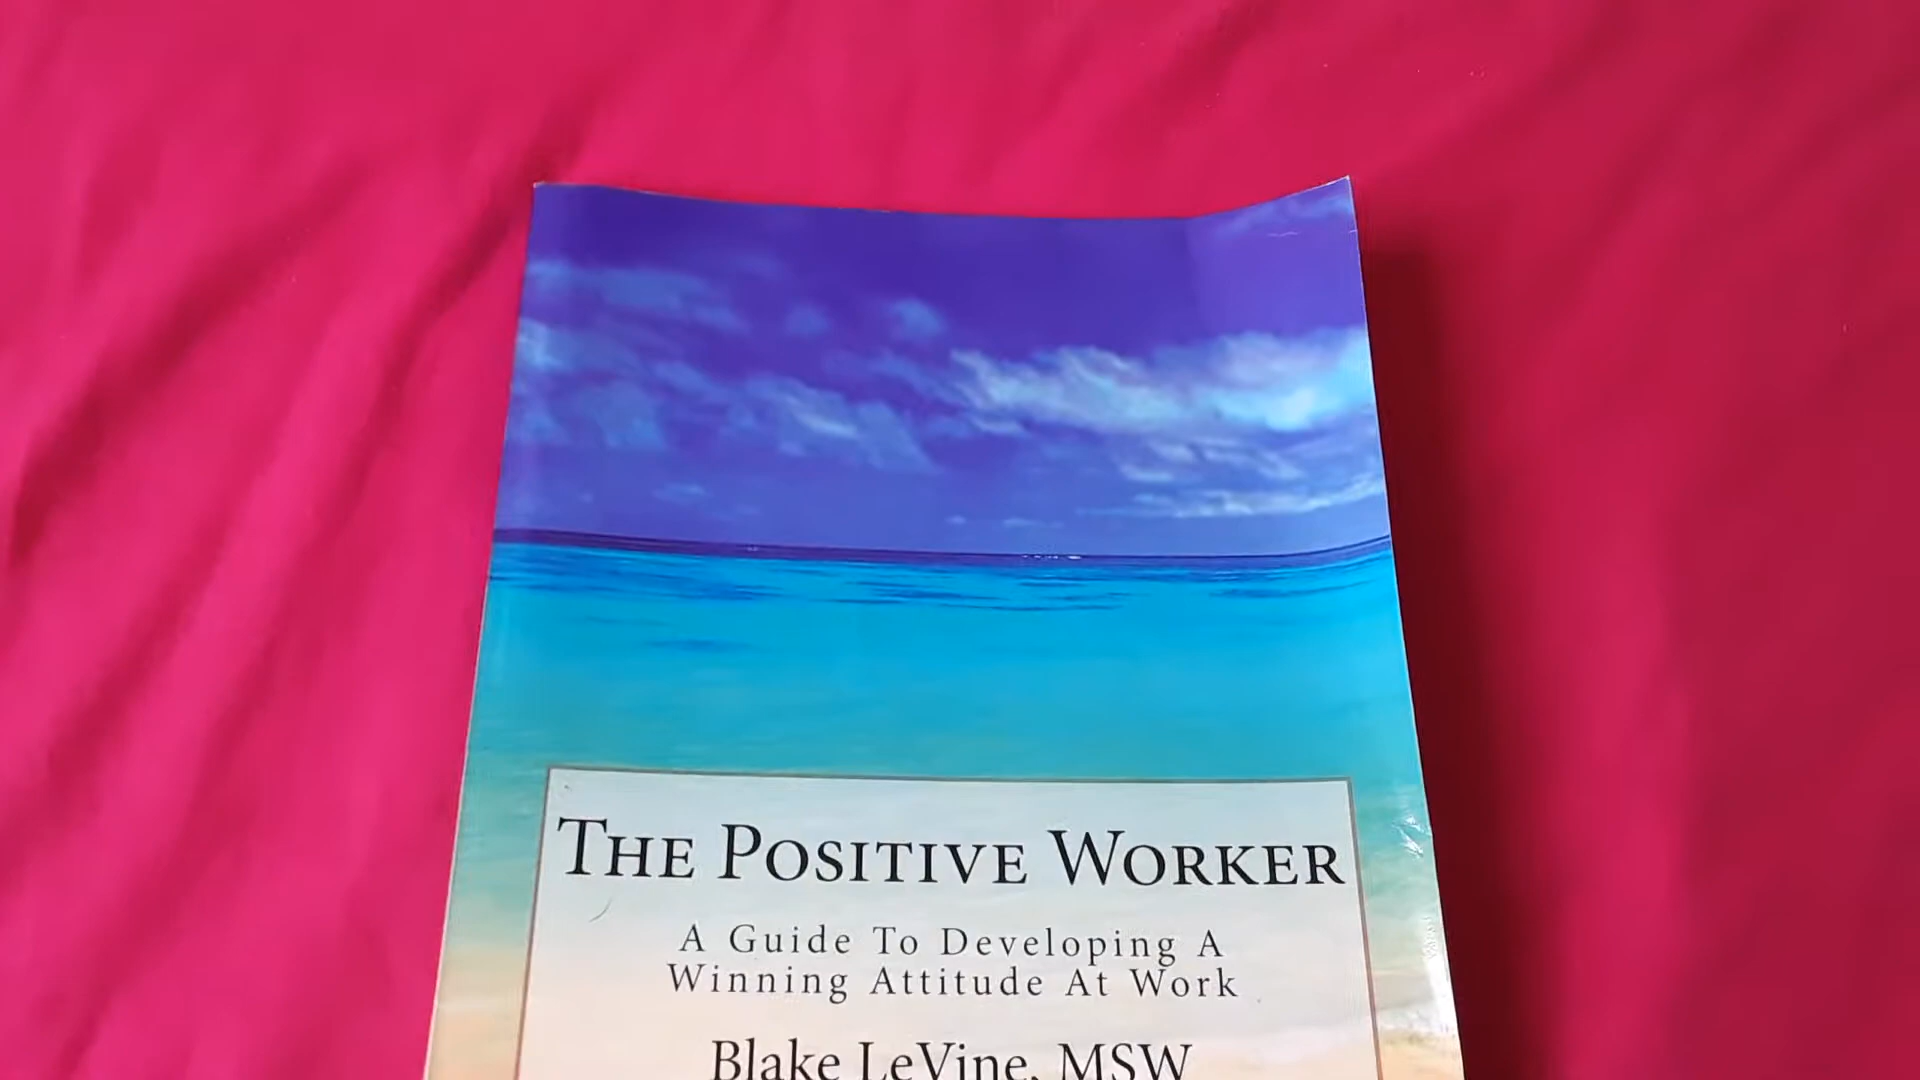 THE POSITIVE WORKER
A Guide To Developing A
Winning Attitude At Work
Blake LeVine, MSW